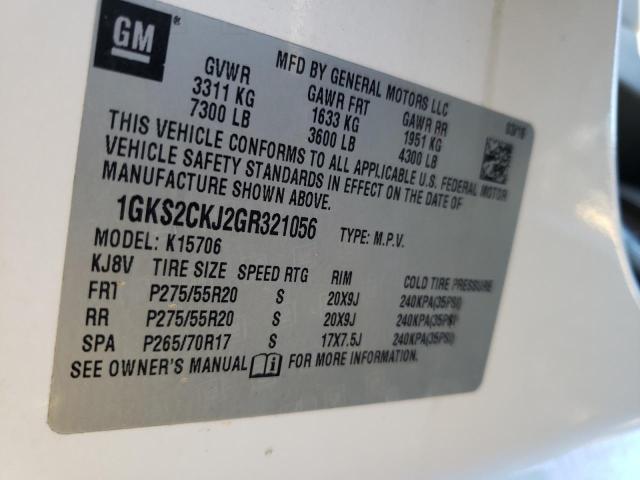 GM
MFD BY GENERAL MOTORS LLC
GVWR GAWR FRT GAWR RR
3311 KG 1633 KG 1951 KG
7300 LB 3600 LB 4300 LB
03/16
THIS VEHICLE CONFORMS TO ALL APPLICABLE U.S. FEDERAL MOTOR
VEHICLE SAFETY STANDARDS IN EFFECT ON THE DATE OF
MANUFACTURE SHOWN ABOVE.
1GKS2CKJ2GR321056 TYPE: M.P.V.
MODEL: K15706
KJ8V TIRE SIZE SPEED RTG RIM COLD TIRE PRESSURE
FRT P275/55R20 S 20X9J 240KPA(35PSI)
RR P275/55R20 S 20X9J 240KPA(35PSI)
SPA P265/70R17 S 17X7.5J 240KPA(35PSI)
SEE OWNER'S MANUAL FOR MORE INFORMATION.